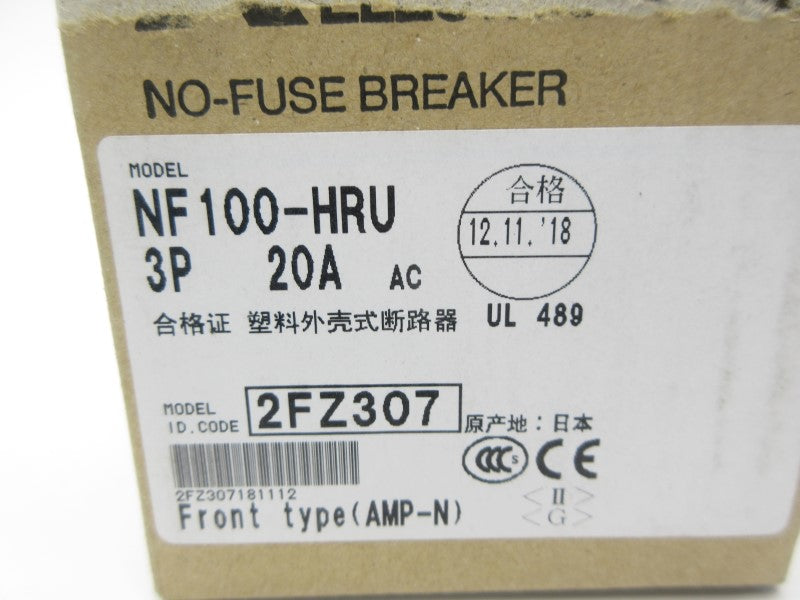 NO-FUSE BREAKER
MODEL
NF100-HRU
合格
12.11.'18
3P 20A AC
合格证 塑料外壳式断路器 UL 489
MODEL
ID.CODE 2FZ307
原产地：日本
CCC S CE
2FZ307181112
<II>
<G>
Front type(AMP-N)